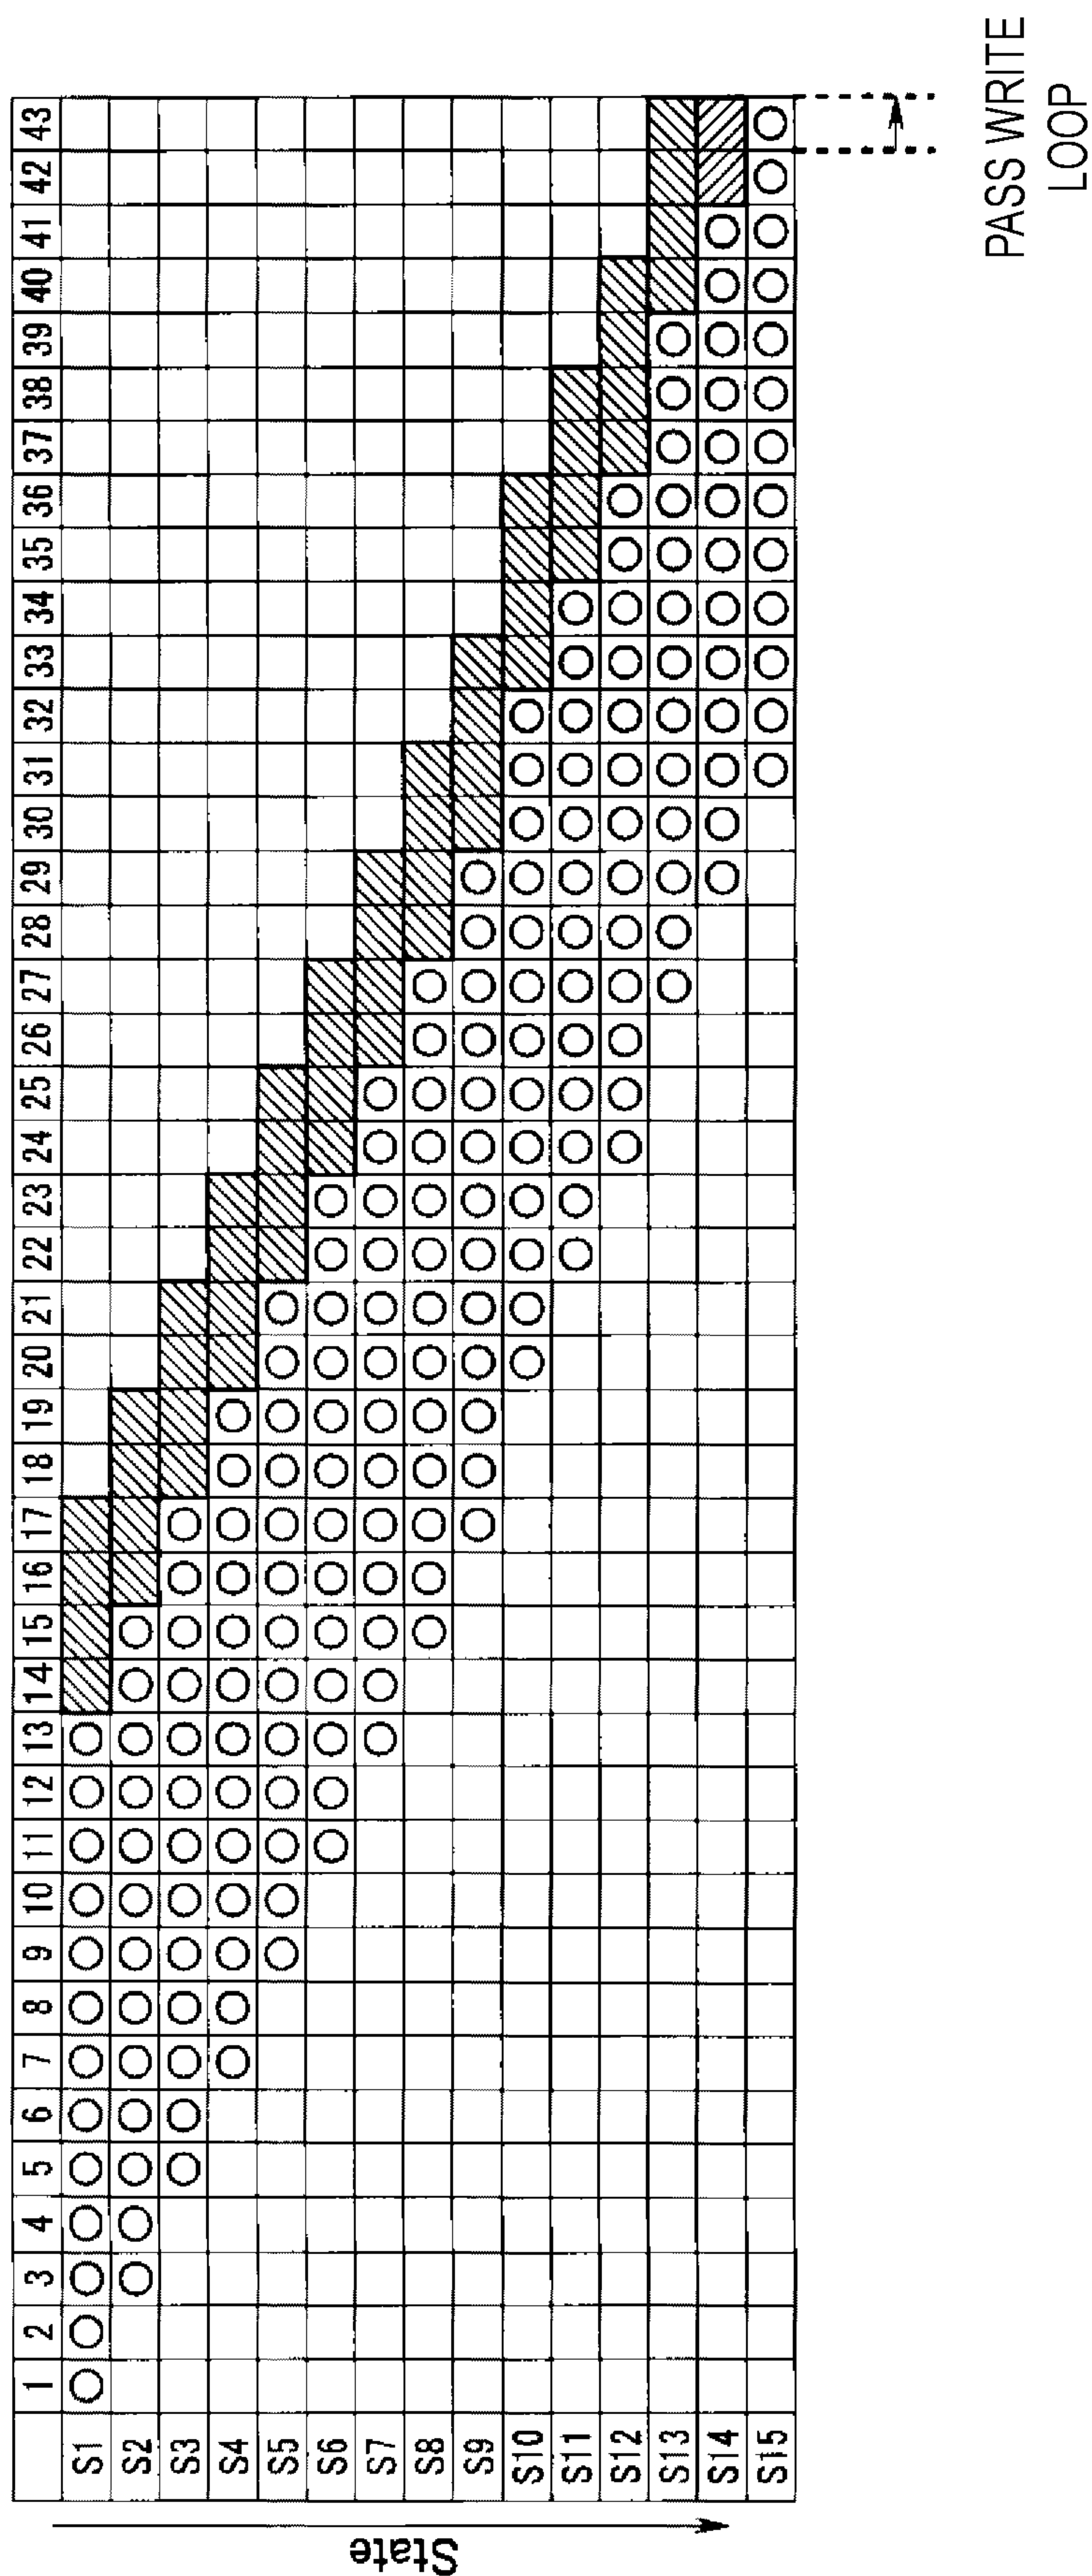 1 2 3 4 5 6 7 8 9 10 11 12 13 14 15 16 17 18 19 20 21 22 23 24 25 26 27 28 29 30 31 32 33 34 35 36 37 38 39 40 41 42 43
State
S1
S2
S3
S4
S5
S6
S7
S8
S9
S10
S11
S12
S13
S14
S15
PASS WRITE
LOOP